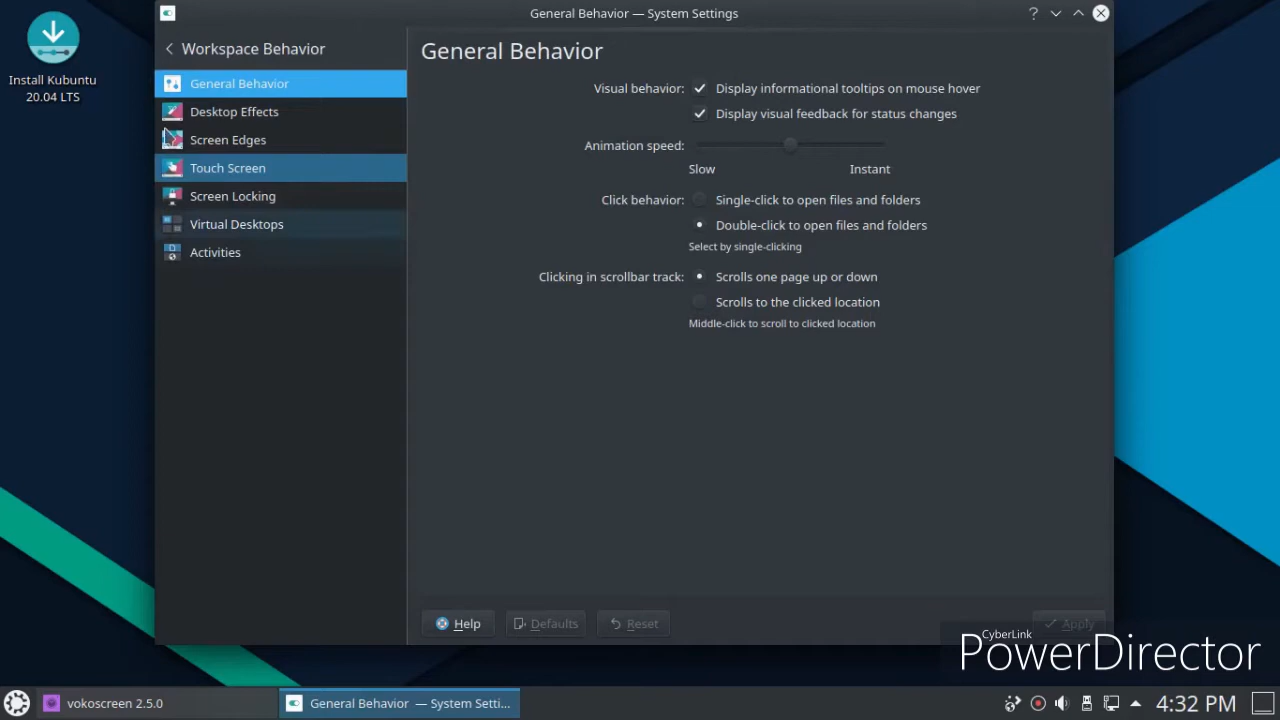 General Behavior — System Settings
?
Install Kubuntu
20.04 LTS
Workspace Behavior
General Behavior
Desktop Effects
Screen Edges
Touch Screen
Screen Locking
Virtual Desktops
Activities
General Behavior
Visual behavior:
Display informational tooltips on mouse hover
Display visual feedback for status changes
Animation speed:
Slow
Instant
Click behavior:
Single-click to open files and folders
Double-click to open files and folders
Select by single-clicking
Clicking in scrollbar track:
Scrolls one page up or down
Scrolls to the clicked location
Middle-click to scroll to clicked location
Help
Defaults
Reset
Apply
CyberLink
PowerDirector
vokoscreen 2.5.0
General Behavior — System Setti...
4:32 PM